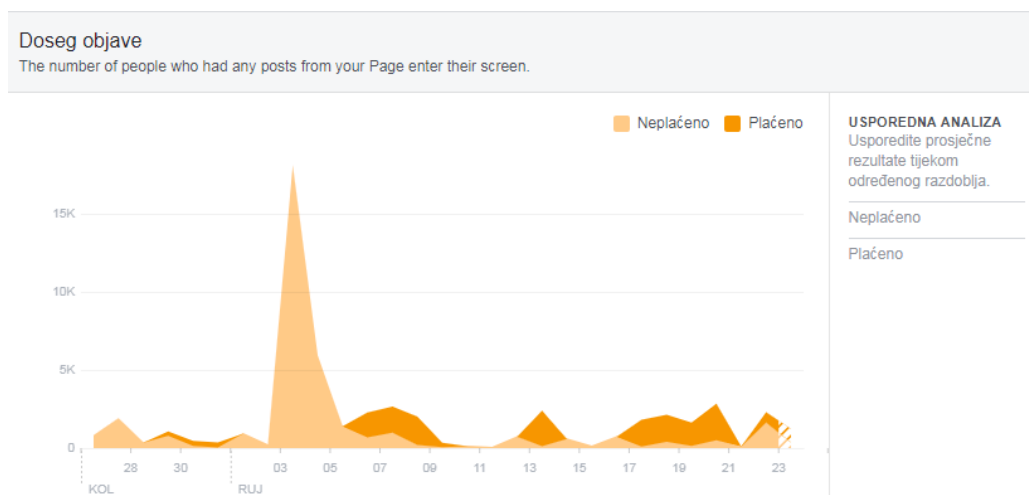 Doseg objave
The number of people who had any posts from your Page enter their screen.
Neplaćeno Plaćeno
USPOREDNA ANALIZA
Usporedite prosječne
rezultate tijekom
određenog razdoblja.
Neplaćeno
Plaćeno
15K
10K
5K
0
28 30 03 05 07 09 11 13 15 17 19 21 23
KOL RUJ